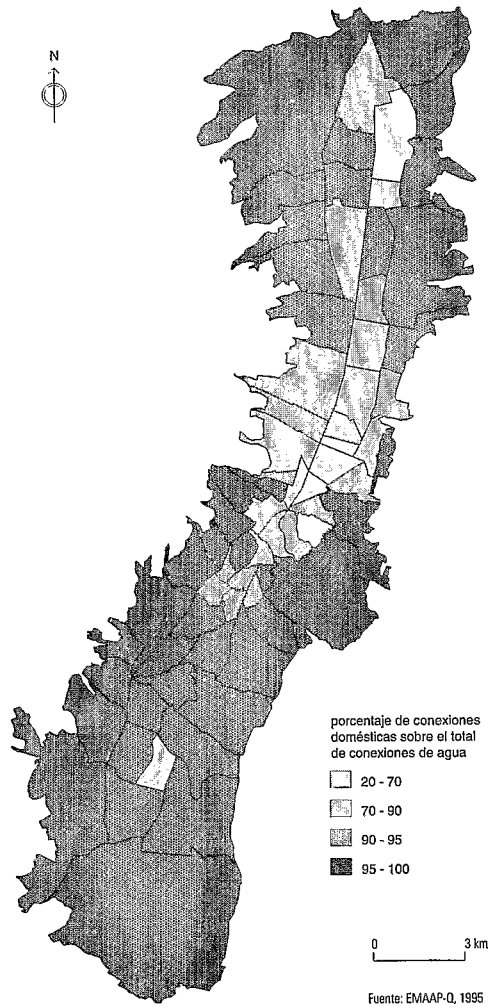 N
porcentaje de conexiones
domésticas sobre el total
de conexiones de agua
20 - 70
70 - 90
90 - 95
95 - 100
0 3 km
Fuente: EMAAP-Q, 1995